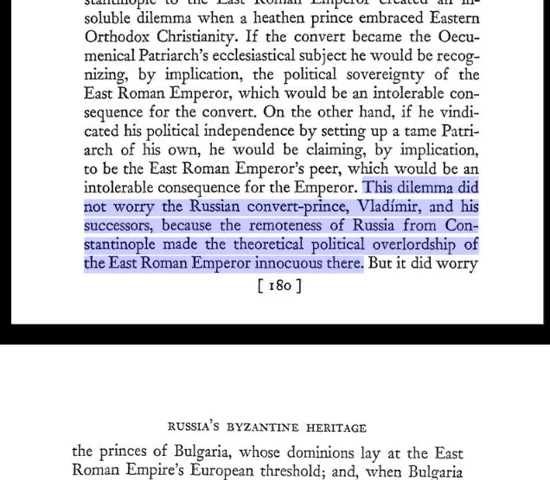 stantinople to the East Roman Emperor created an in-
soluble dilemma when a heathen prince embraced Eastern
Orthodox Christianity. If the convert became the Oecu-
menical Patriarch's ecclesiastical subject he would be recog-
nizing, by implication, the political sovereignty of the
East Roman Emperor, which would be an intolerable con-
sequence for the convert. On the other hand, if he vindi-
cated his political independence by setting up a tame Patri-
arch of his own, he would be claiming, by implication,
to be the East Roman Emperor's peer, which would be an
intolerable consequence for the Emperor. This dilemma did
not worry the Russian convert-prince, Vladímir, and his
successors, because the remoteness of Russia from Con-
stantinople made the theoretical political overlordship of
the East Roman Emperor innocuous there. But it did worry
[ 180 ]
RUSSIA'S BYZANTINE HERITAGE
the princes of Bulgaria, whose dominions lay at the East
Roman Empire's European threshold; and, when Bulgaria